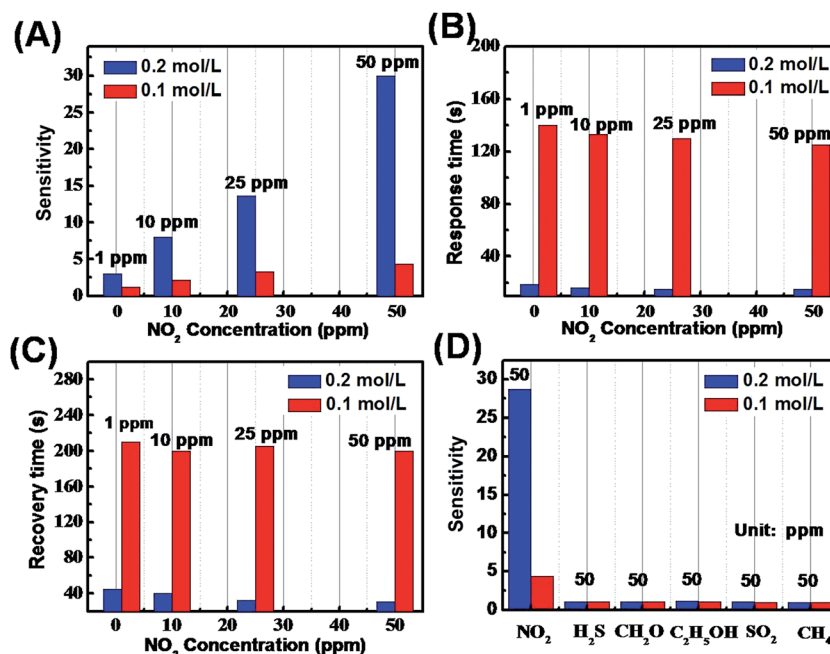 (A)
50 ppm
0.2 mol/L
0.1 mol/L
25 ppm
10 ppm
1 ppm
30
25
20
15
10
5
0
Sensitivity
0 10 20 30 40 50
NO₂ Concentration (ppm)
(B)
200
160
120
80
40
Response time (s)
0.2 mol/L
0.1 mol/L
1 ppm
10 ppm
25 ppm
50 ppm
0 10 20 30 40 50
NO₂ Concentration (ppm)
(C)
280
240
200
160
120
80
40
Recovery time (s)
0.2 mol/L
0.1 mol/L
1 ppm
10 ppm
25 ppm
50 ppm
0 10 20 30 40 50
NO₂ Concentration (ppm)
(D)
30
25
20
15
10
5
0
Sensitivity
50
0.2 mol/L
0.1 mol/L
Unit: ppm
50 50 50 50 50
NO₂ H₂S CH₂O C₂H₅OH SO₂ CH₄